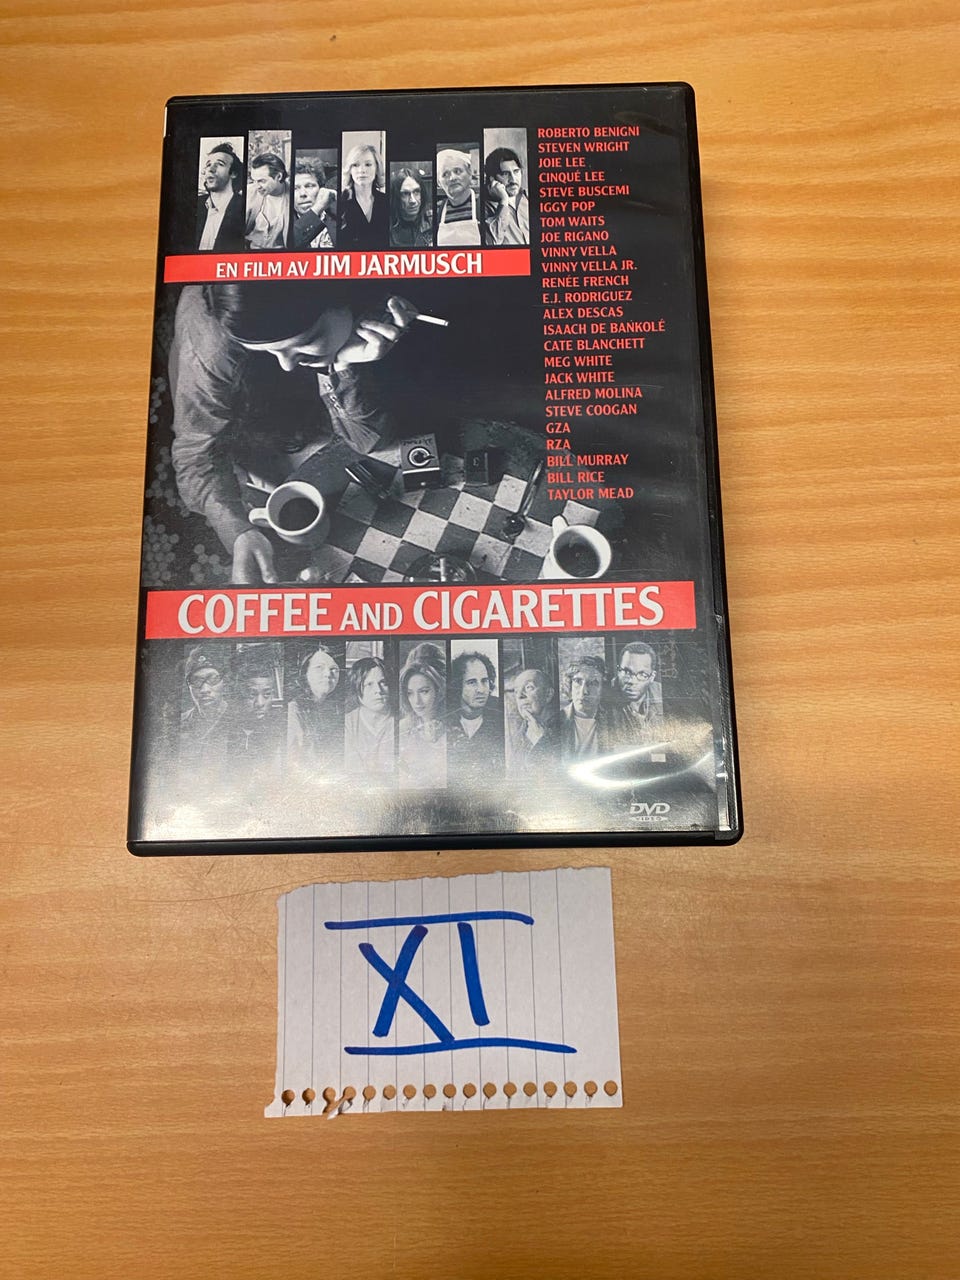 ROBERTO BENIGNI
STEVEN WRIGHT
JOIE LEE
CINQUÉ LEE
STEVE BUSCEMI
IGGY POP
TOM WAITS
JOE RIGANO
VINNY VELLA
VINNY VELLA JR.
RENÉE FRENCH
E.J. RODRIGUEZ
ALEX DESCAS
ISAACH DE BANKOLÉ
CATE BLANCHETT
MEG WHITE
JACK WHITE
ALFRED MOLINA
STEVE COOGAN
GZA
RZA
BILL MURRAY
BILL RICE
TAYLOR MEAD
EN FILM AV JIM JARMUSCH
COFFEE AND CIGARETTES
DVD
VIDEO
XI